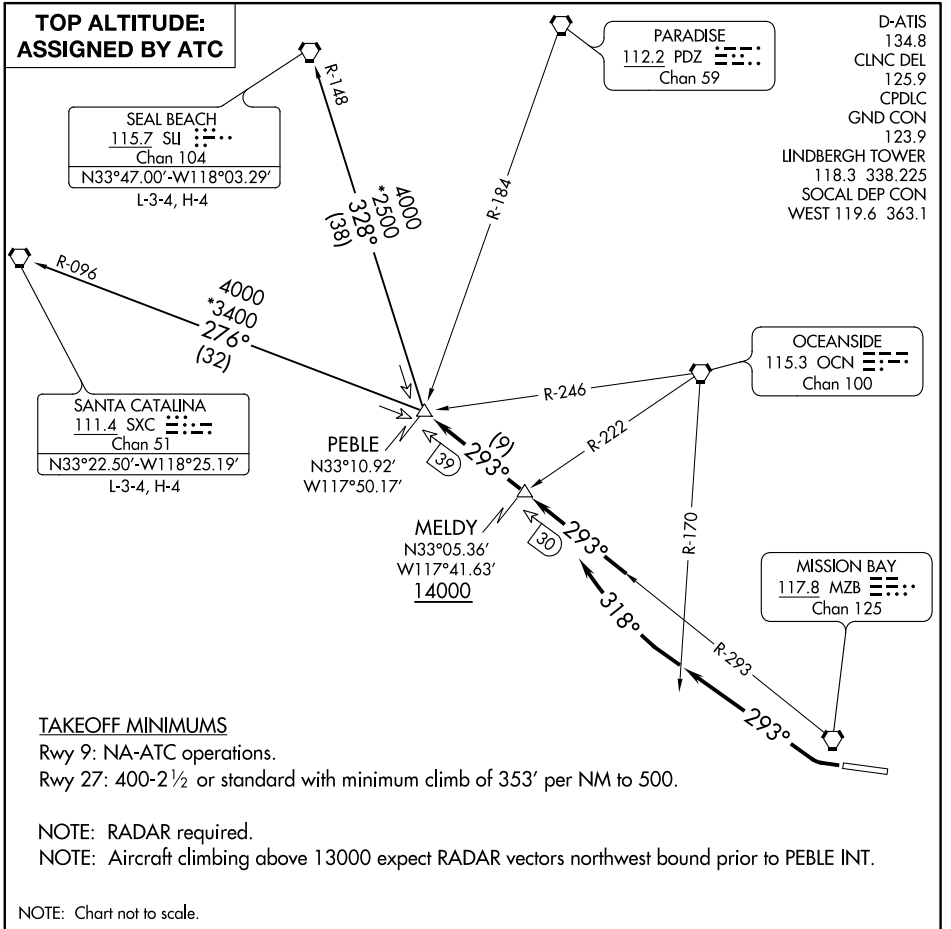 TOP ALTITUDE:
ASSIGNED BY ATC
D-ATIS
134.8
CLNC DEL
125.9
CPDLC
GND CON
123.9
LINDBERGH TOWER
118.3 338.225
SOCAL DEP CON
WEST 119.6 363.1
PARADISE
112.2 PDZ
Chan 59
R-148
SEAL BEACH
115.7 SLI
Chan 104
N33°47.00'-W118°03.29'
L-3-4, H-4
R-184
4000
*2500
328°
(38)
R-096
4000
*3400
276°
(32)
OCEANSIDE
115.3 OCN
Chan 100
SANTA CATALINA
111.4 SXC
Chan 51
N33°22.50'-W118°25.19'
L-3-4, H-4
R-246
R-222
PEBLE
N33°10.92'
W117°50.17'
(9)
293°
39
MELDY
N33°05.36'
W117°41.63'
14000
30
293°
R-170
318°
MISSION BAY
117.8 MZB
Chan 125
R-293
293°
TAKEOFF MINIMUMS
Rwy 9: NA-ATC operations.
Rwy 27: 400-2½ or standard with minimum climb of 353' per NM to 500.
NOTE: RADAR required.
NOTE: Aircraft climbing above 13000 expect RADAR vectors northwest bound prior to PEBLE INT.
NOTE: Chart not to scale.